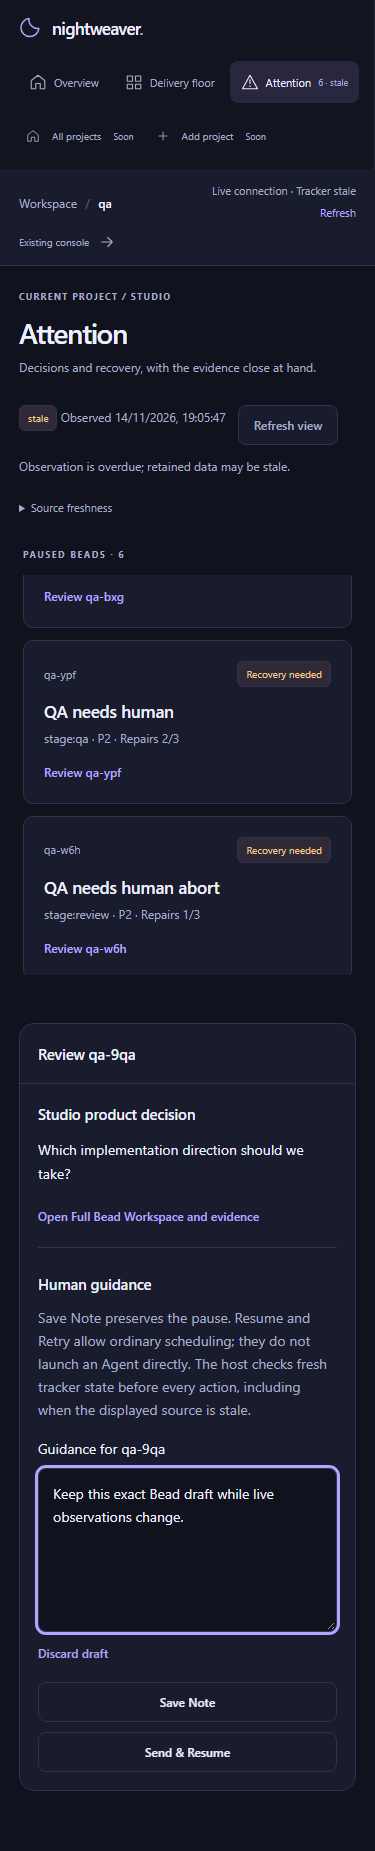 nightweaver.
Overview
Delivery floor
Attention 6 · stale
All projects Soon
Add project Soon
Workspace / qa
Live connection · Tracker stale
Refresh
Existing console
CURRENT PROJECT / STUDIO
Attention
Decisions and recovery, with the evidence close at hand.
stale Observed 14/11/2026, 19:05:47
Refresh view
Observation is overdue; retained data may be stale.
Source freshness
PAUSED BEADS · 6
Review qa-bxg
qa-ypf
Recovery needed
QA needs human
stage:qa · P2 · Repairs 2/3
Review qa-ypf
qa-w6h
Recovery needed
QA needs human abort
stage:review · P2 · Repairs 1/3
Review qa-w6h
Review qa-9qa
Studio product decision
Which implementation direction should we
take?
Open Full Bead Workspace and evidence
Human guidance
Save Note preserves the pause. Resume and
Retry allow ordinary scheduling; they do not
launch an Agent directly. The host checks fresh
tracker state before every action, including
when the displayed source is stale.
Guidance for qa-9qa
Keep this exact Bead draft while live
observations change.
Discard draft
Save Note
Send & Resume